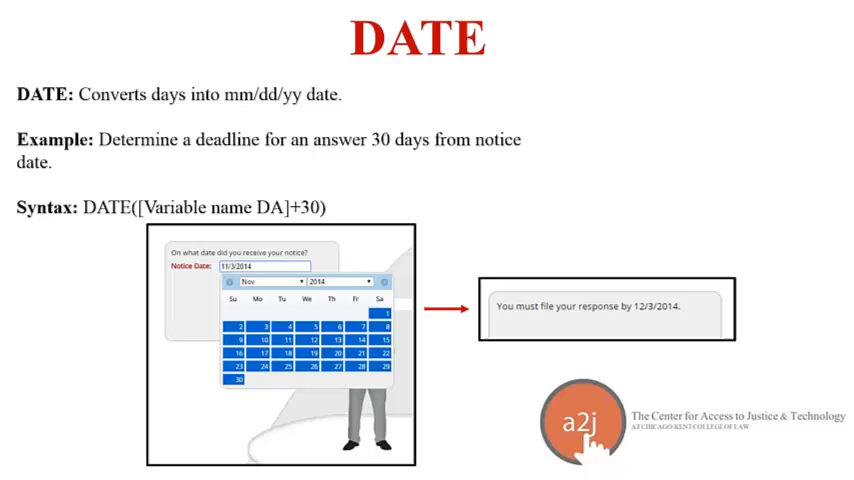 DATE
DATE: Converts days into mm/dd/yy date.
Example: Determine a deadline for an answer 30 days from notice
date.
Syntax: DATE([Variable name DA]+30)
On what date did you receive your notice?
Notice Date: 11/3/2014
Nov 2014
Su Mo Tu We Th Fr Sa
1
2 3 4 5 6 7 8
9 10 11 12 13 14 15
16 17 18 19 20 21 22
23 24 25 26 27 28 29
30
You must file your response by 12/3/2014.
a2j
The Center for Access to Justice & Technology
AT CHICAGO-KENT COLLEGE OF LAW